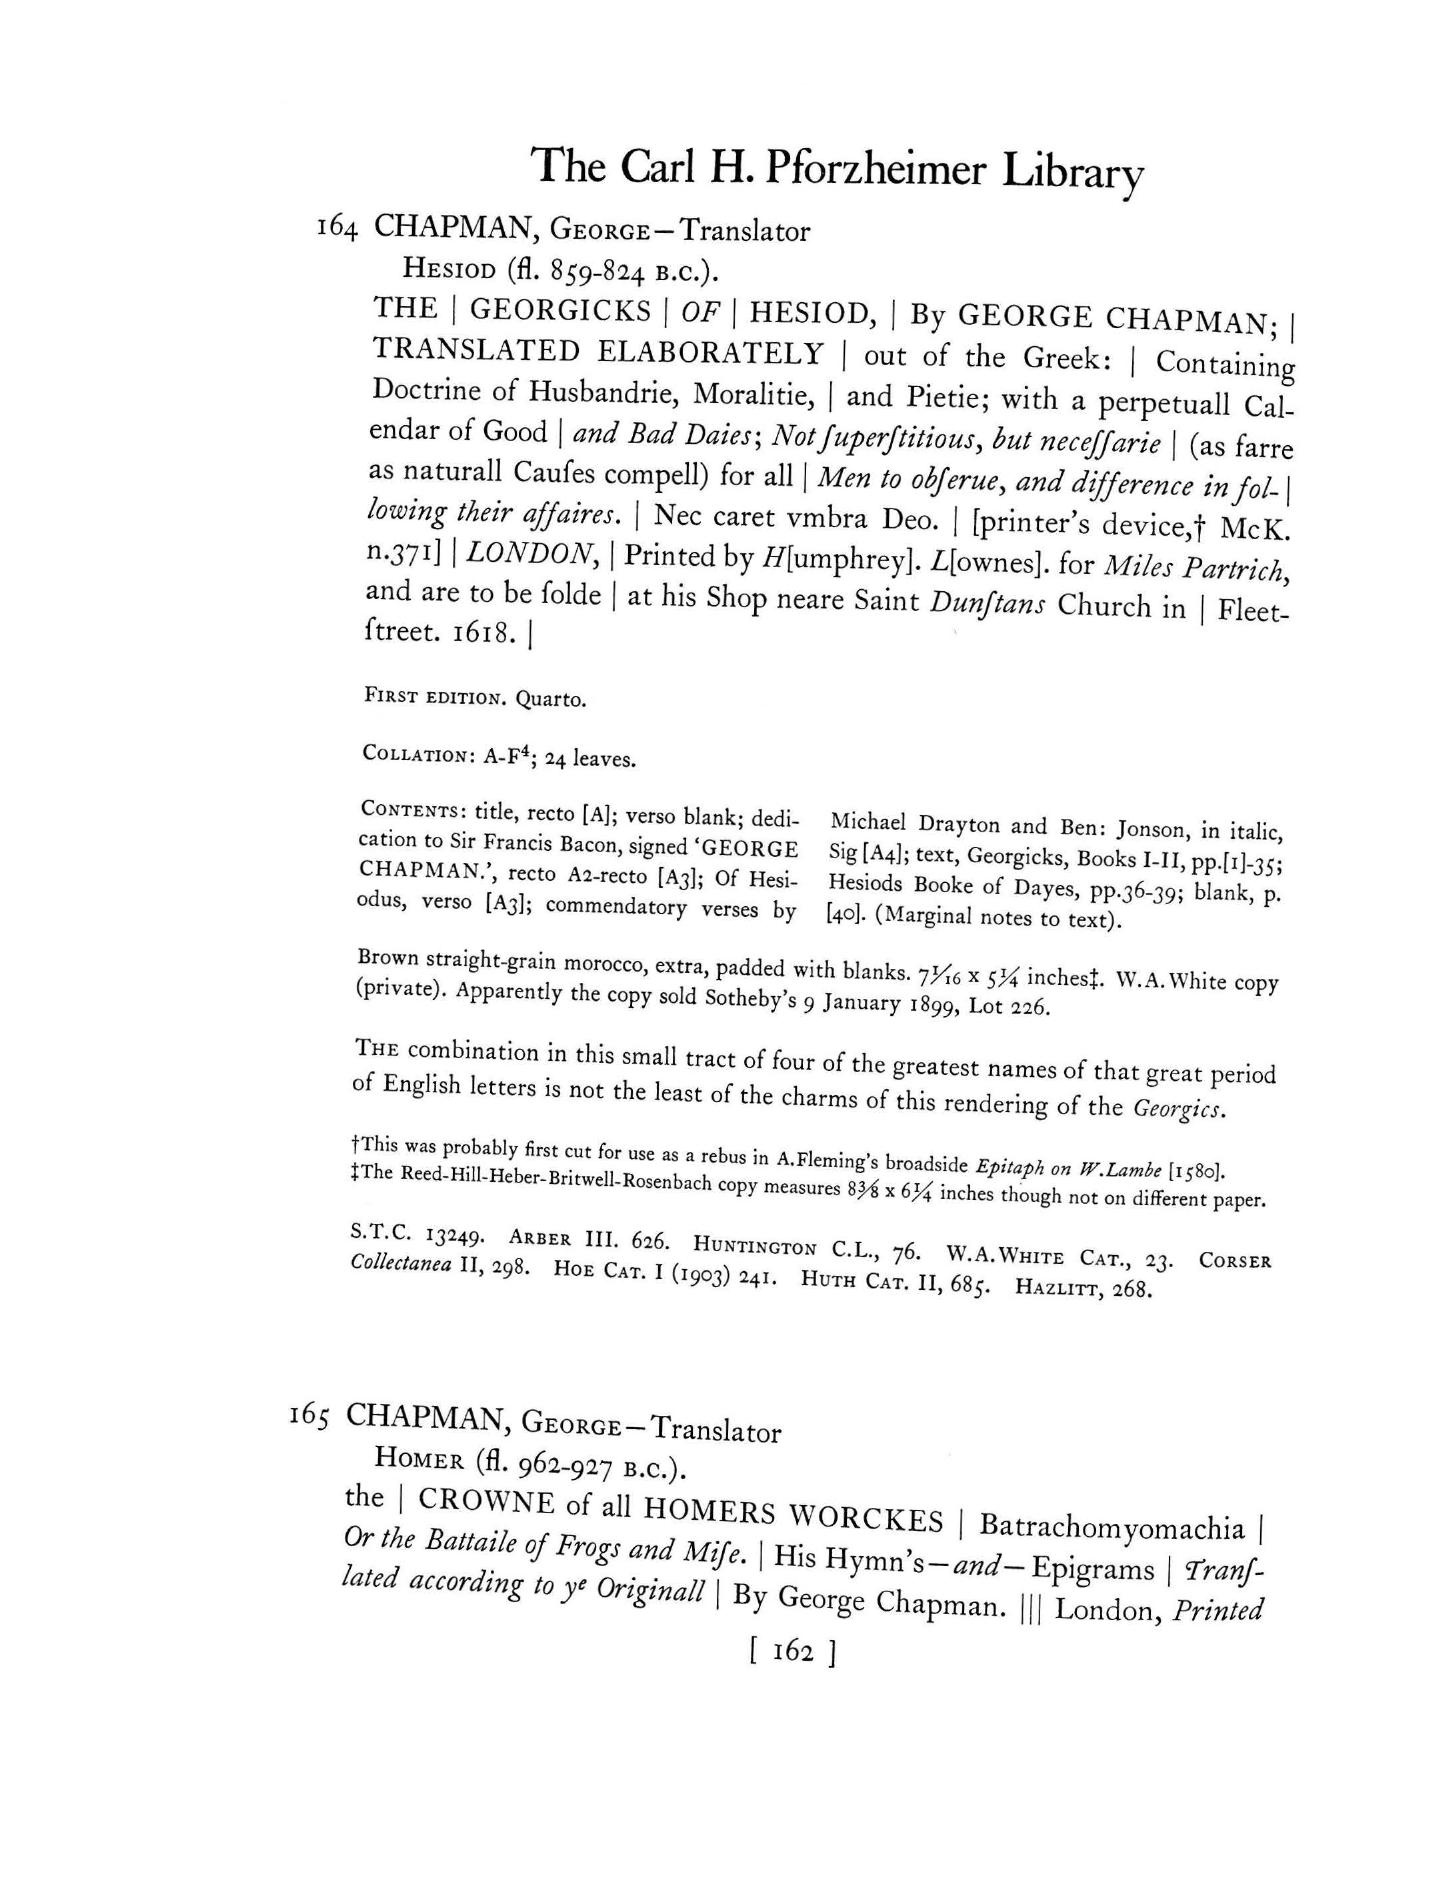 The Carl H. Pforzheimer Library
164 CHAPMAN, GEORGE—Translator
HESIOD (fl. 859-824 B.C.).
THE | GEORGICKS | OF | HESIOD, | By GEORGE CHAPMAN; |
TRANSLATED ELABORATELY | out of the Greek: | Containing
Doctrine of Husbandrie, Moralitie, | and Pietie; with a perpetuall Cal-
endar of Good | and Bad Daies; Not ſuperſtitious, but neceſſarie | (as farre
as naturall Cauſes compell) for all | Men to obſerue, and difference in fol- |
lowing their affaires. | Nec caret vmbra Deo. | [printer's device,† McK.
n.371] | LONDON, | Printed by H[umphrey]. L[ownes]. for Miles Partrich,
and are to be ſolde | at his Shop neare Saint Dunſtans Church in | Fleet-
ſtreet. 1618. |
FIRST EDITION. Quarto.
COLLATION: A-F⁴; 24 leaves.
CONTENTS: title, recto [A]; verso blank; dedi-
cation to Sir Francis Bacon, signed ‘GEORGE
CHAPMAN.’, recto A2-recto [A3]; Of Hesi-
odus, verso [A3]; commendatory verses by
Michael Drayton and Ben: Jonson, in italic,
Sig [A4]; text, Georgicks, Books I-II, pp.[1]-35;
Hesiods Booke of Dayes, pp.36-39; blank, p.
[40]. (Marginal notes to text).
Brown straight-grain morocco, extra, padded with blanks. 7 1/16 x 5 1/4 inches‡. W.A.White copy
(private). Apparently the copy sold Sotheby's 9 January 1899, Lot 226.
THE combination in this small tract of four of the greatest names of that great period
of English letters is not the least of the charms of this rendering of the Georgics.
†This was probably first cut for use as a rebus in A.Fleming's broadside Epitaph on W.Lambe [1580].
‡The Reed-Hill-Heber-Britwell-Rosenbach copy measures 8 3/8 x 6 1/4 inches though not on different paper.
S.T.C. 13249. ARBER III. 626. HUNTINGTON C.L., 76. W.A.WHITE CAT., 23. CORSER
Collectanea II, 298. HOE CAT. I (1903) 241. HUTH CAT. II, 685. HAZLITT, 268.
165 CHAPMAN, GEORGE—Translator
HOMER (fl. 962-927 B.C.).
the | CROWNE of all HOMERS WORCKES | Batrachomyomachia |
Or the Battaile of Frogs and Miſe. | His Hymn's—and—Epigrams | Tranſ-
lated according to yᵉ Originall | By George Chapman. ||| London, Printed
[ 162 ]